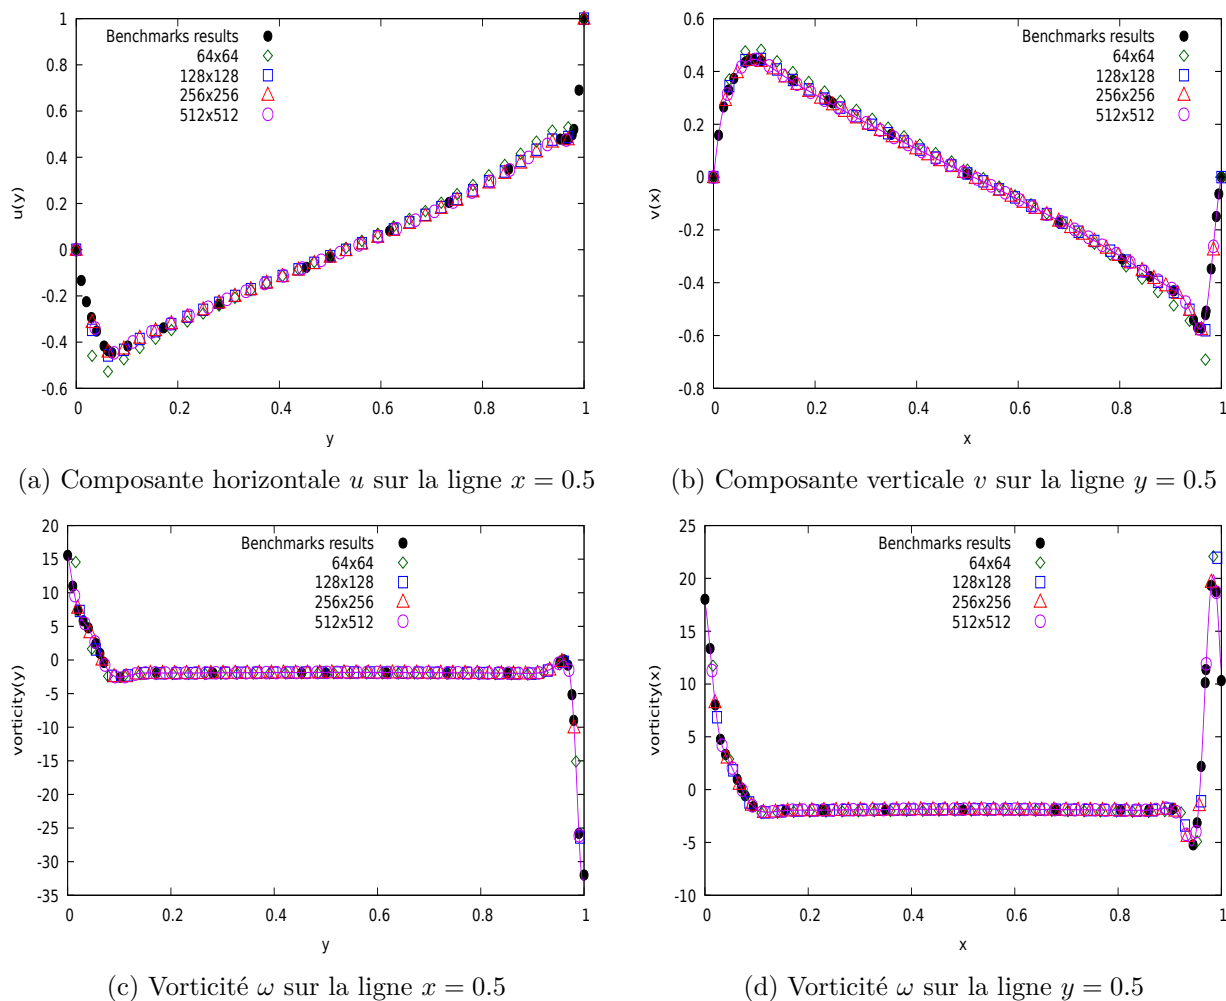 Benchmarks results
64x64
128x128
256x256
512x512
1
0.8
0.6
0.4
0.2
0
-0.2
-0.4
-0.6
u(y)
0 0.2 0.4 0.6 0.8 1
y
(a) Composante horizontale u sur la ligne x = 0.5
Benchmarks results
64x64
128x128
256x256
512x512
0.6
0.4
0.2
0
-0.2
-0.4
-0.6
-0.8
v(x)
0 0.2 0.4 0.6 0.8 1
x
(b) Composante verticale v sur la ligne y = 0.5
Benchmarks results
64x64
128x128
256x256
512x512
20
15
10
5
0
-5
-10
-15
-20
-25
-30
-35
vorticity(y)
0 0.2 0.4 0.6 0.8 1
y
(c) Vorticité ω sur la ligne x = 0.5
Benchmarks results
64x64
128x128
256x256
512x512
25
20
15
10
5
0
-5
-10
vorticity(x)
0 0.2 0.4 0.6 0.8 1
x
(d) Vorticité ω sur la ligne y = 0.5